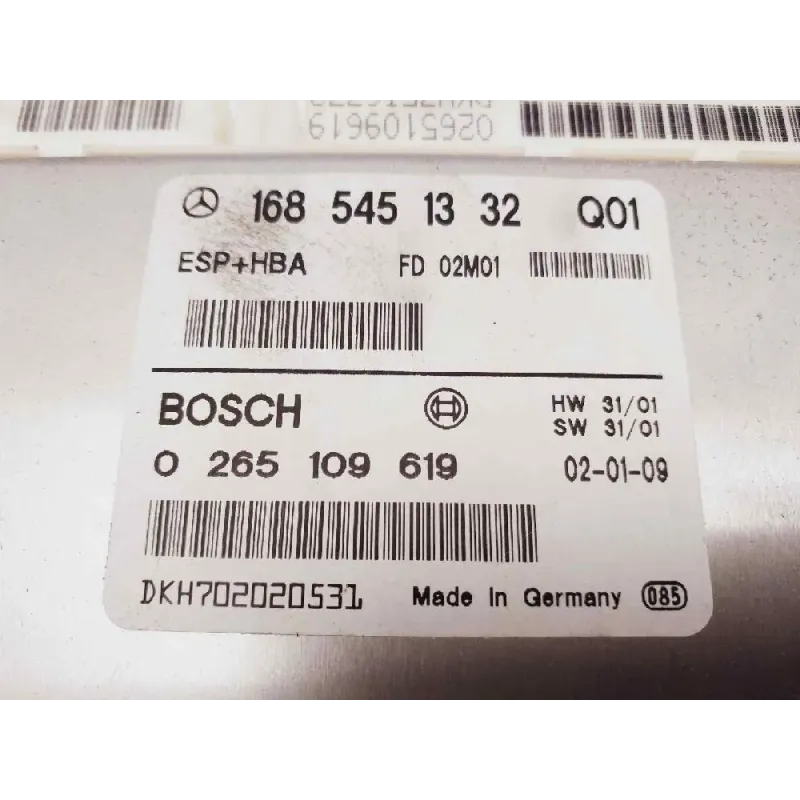 0265109619
168 545 13 32 Q01
ESP+HBA FD 02M01
BOSCH HW 31/01
SW 31/01
0 265 109 619 02-01-09
DKH702020531 Made in Germany 085